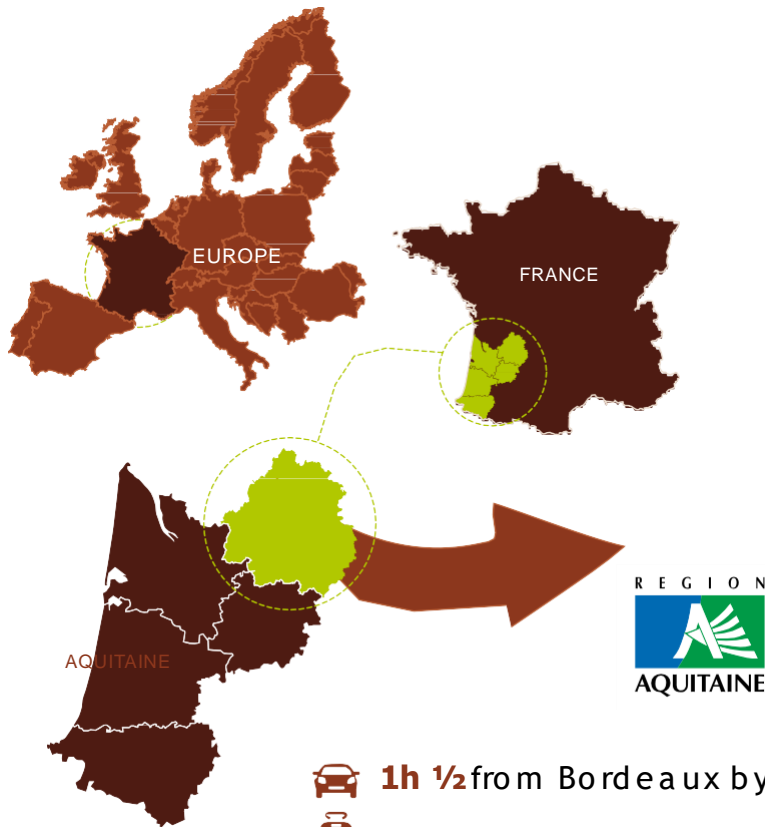 EUROPE
FRANCE
AQUITAINE
REGION
AQUITAINE
1h ½ from Bordeaux by